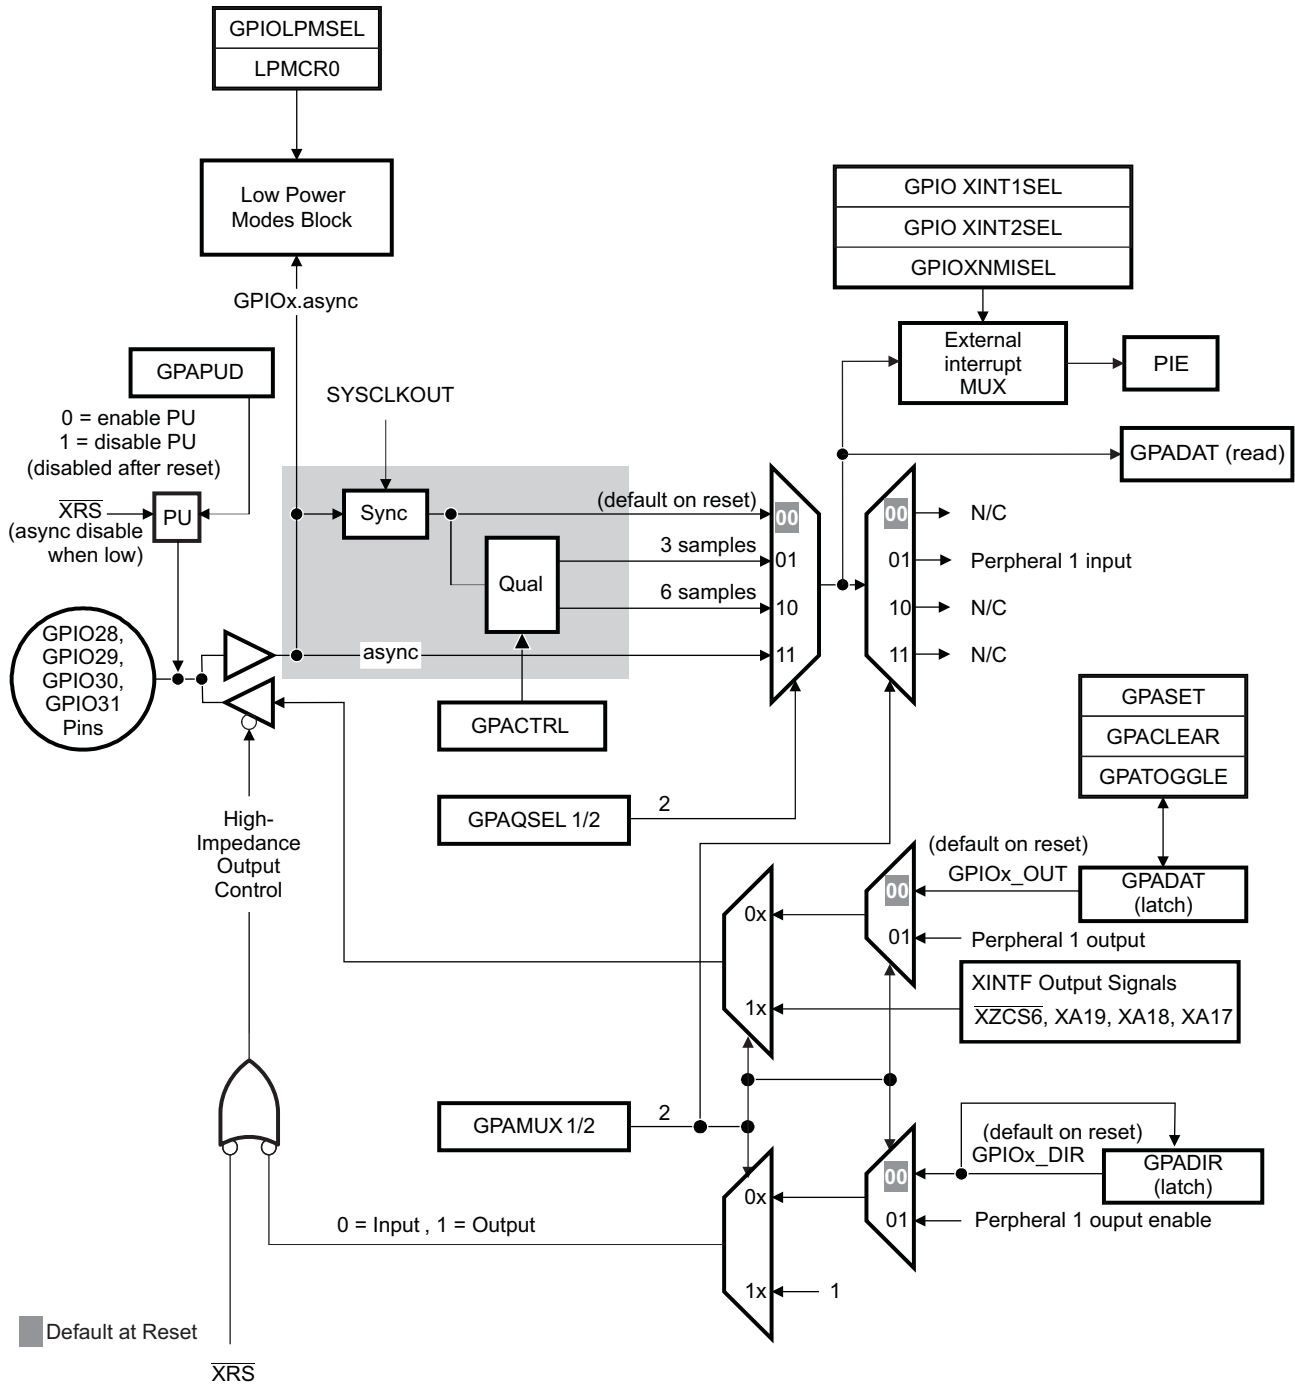 GPIOLPMSEL
LPMCR0
Low Power
Modes Block
GPIOx.async
GPIO XINT1SEL
GPIO XINT2SEL
GPIOXNMISEL
External
interrupt
MUX
PIE
GPAPUD
0 = enable PU
1 = disable PU
(disabled after reset)
SYSCLKOUT
GPADAT (read)
XRS
(async disable
when low)
PU
Sync
(default on reset)
00
00
N/C
3 samples
01
01
Perpheral 1 input
Qual
6 samples
10
10
N/C
async
11
11
N/C
GPIO28,
GPIO29,
GPIO30,
GPIO31
Pins
GPACTRL
GPASET
GPACLEAR
GPATOGGLE
GPAQSEL 1/2
2
High-
Impedance
Output
Control
(default on reset)
GPIOx_OUT
00
GPADAT
(latch)
0x
01
Perpheral 1 output
XINTF Output Signals
XZCS6, XA19, XA18, XA17
1x
GPAMUX 1/2
2
(default on reset)
GPIOx_DIR
00
GPADIR
(latch)
0x
01
Perpheral 1 ouput enable
0 = Input , 1 = Output
1x
1
Default at Reset
XRS